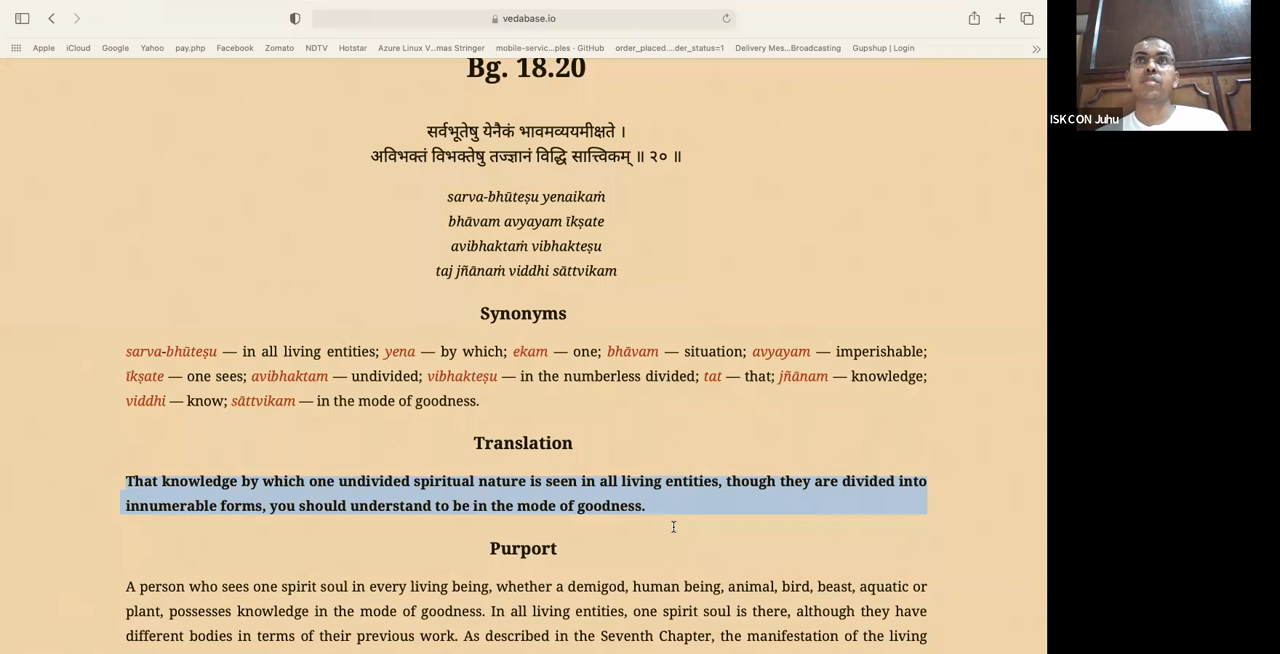 vedabase.io
Apple iCloud Google Yahoo pay.php Facebook Zomato NDTV Hotstar Azure Linux V...mas Stringer mobile-servic...ples · GitHub order_placed....der_status=1 Delivery Mes...Broadcasting Gupshup | Login
Bg. 18.20
सर्वभूतेषु येनैकं भावमव्ययमीक्षते ।
अविभक्तं विभक्तेषु तज्ज्ञानं विद्धि सात्त्विकम् ॥ २० ॥
sarva-bhūteṣu yenaikaṁ
bhāvam avyayam īkṣate
avibhaktaṁ vibhakteṣu
taj jñānaṁ viddhi sāttvikam
Synonyms
sarva-bhūteṣu — in all living entities; yena — by which; ekam — one; bhāvam — situation; avyayam — imperishable;
īkṣate — one sees; avibhaktam — undivided; vibhakteṣu — in the numberless divided; tat — that; jñānam — knowledge;
viddhi — know; sāttvikam — in the mode of goodness.
Translation
That knowledge by which one undivided spiritual nature is seen in all living entities, though they are divided into
innumerable forms, you should understand to be in the mode of goodness.
Purport
A person who sees one spirit soul in every living being, whether a demigod, human being, animal, bird, beast, aquatic or
plant, possesses knowledge in the mode of goodness. In all living entities, one spirit soul is there, although they have
different bodies in terms of their previous work. As described in the Seventh Chapter, the manifestation of the living
ISKCON Juhu